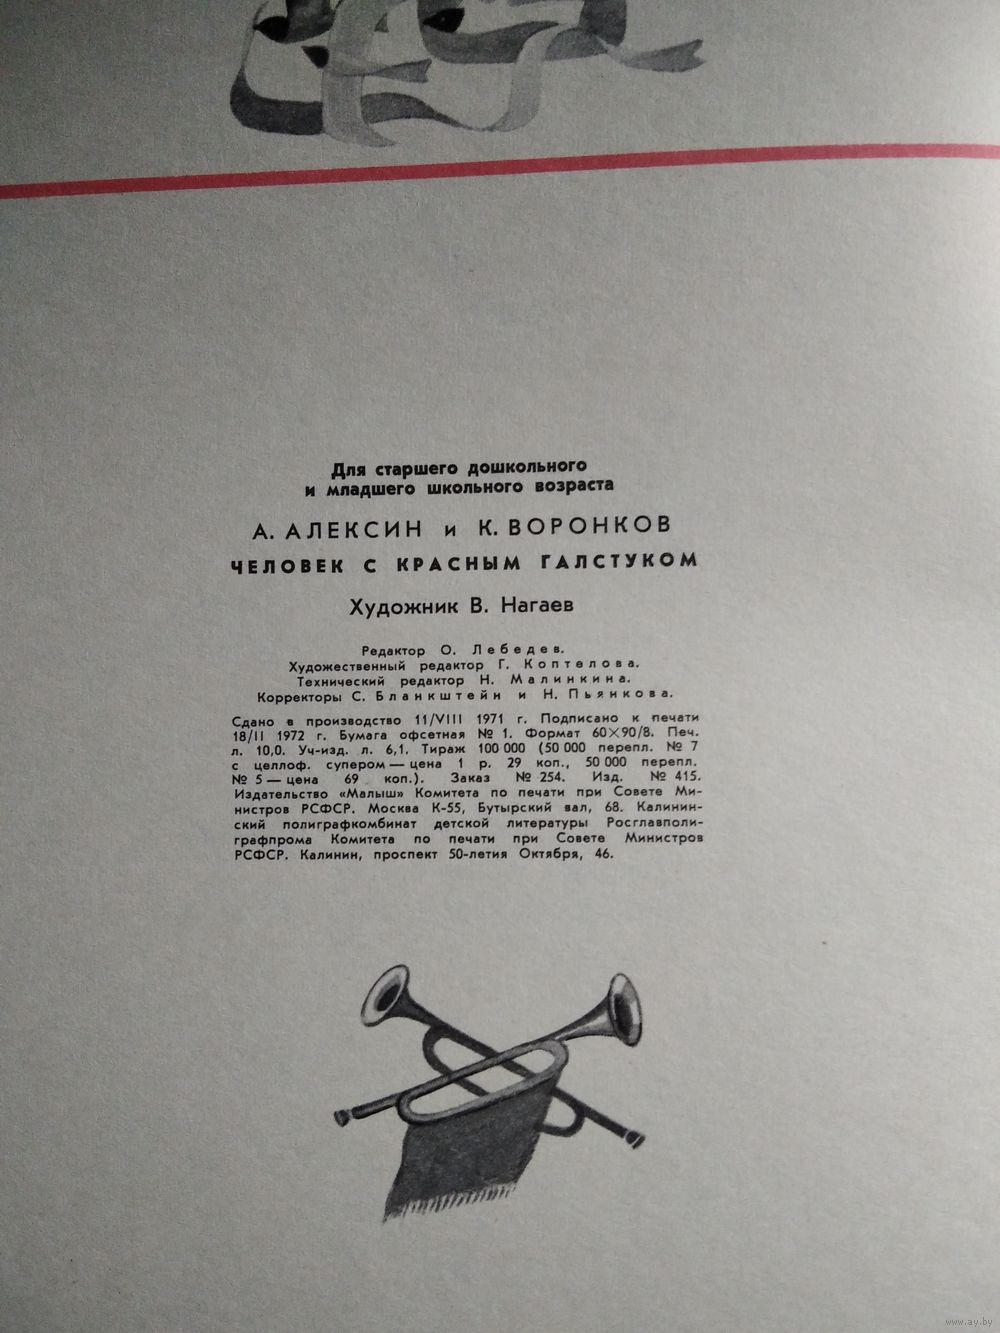 Для старшего дошкольного
и младшего школьного возраста
А. АЛЕКСИН и К. ВОРОНКОВ
ЧЕЛОВЕК С КРАСНЫМ ГАЛСТУКОМ
Художник В. Нагаев
Редактор О. Лебедев.
Художественный редактор Г. Коптелова.
Технический редактор Н. Малинкина.
Корректоры С. Бланкштейн и Н. Пьянкова.
Сдано в производство 11/VIII 1971 г. Подписано к печати
18/II 1972 г. Бумага офсетная № 1. Формат 60×90/8. Печ.
л. 10,0. Уч-изд. л. 6,1. Тираж 100 000 (50 000 перепл. № 7
с целлоф. супером — цена 1 р. 29 коп., 50 000 перепл.
№ 5 — цена 69 коп.). Заказ № 254. Изд. № 415.
Издательство «Малыш» Комитета по печати при Совете Ми-
нистров РСФСР. Москва К-55, Бутырский вал, 68. Калинин-
ский полиграфкомбинат детской литературы Росглавполи-
графпрома Комитета по печати при Совете Министров
РСФСР. Калинин, проспект 50-летия Октября, 46.
www.ay.by